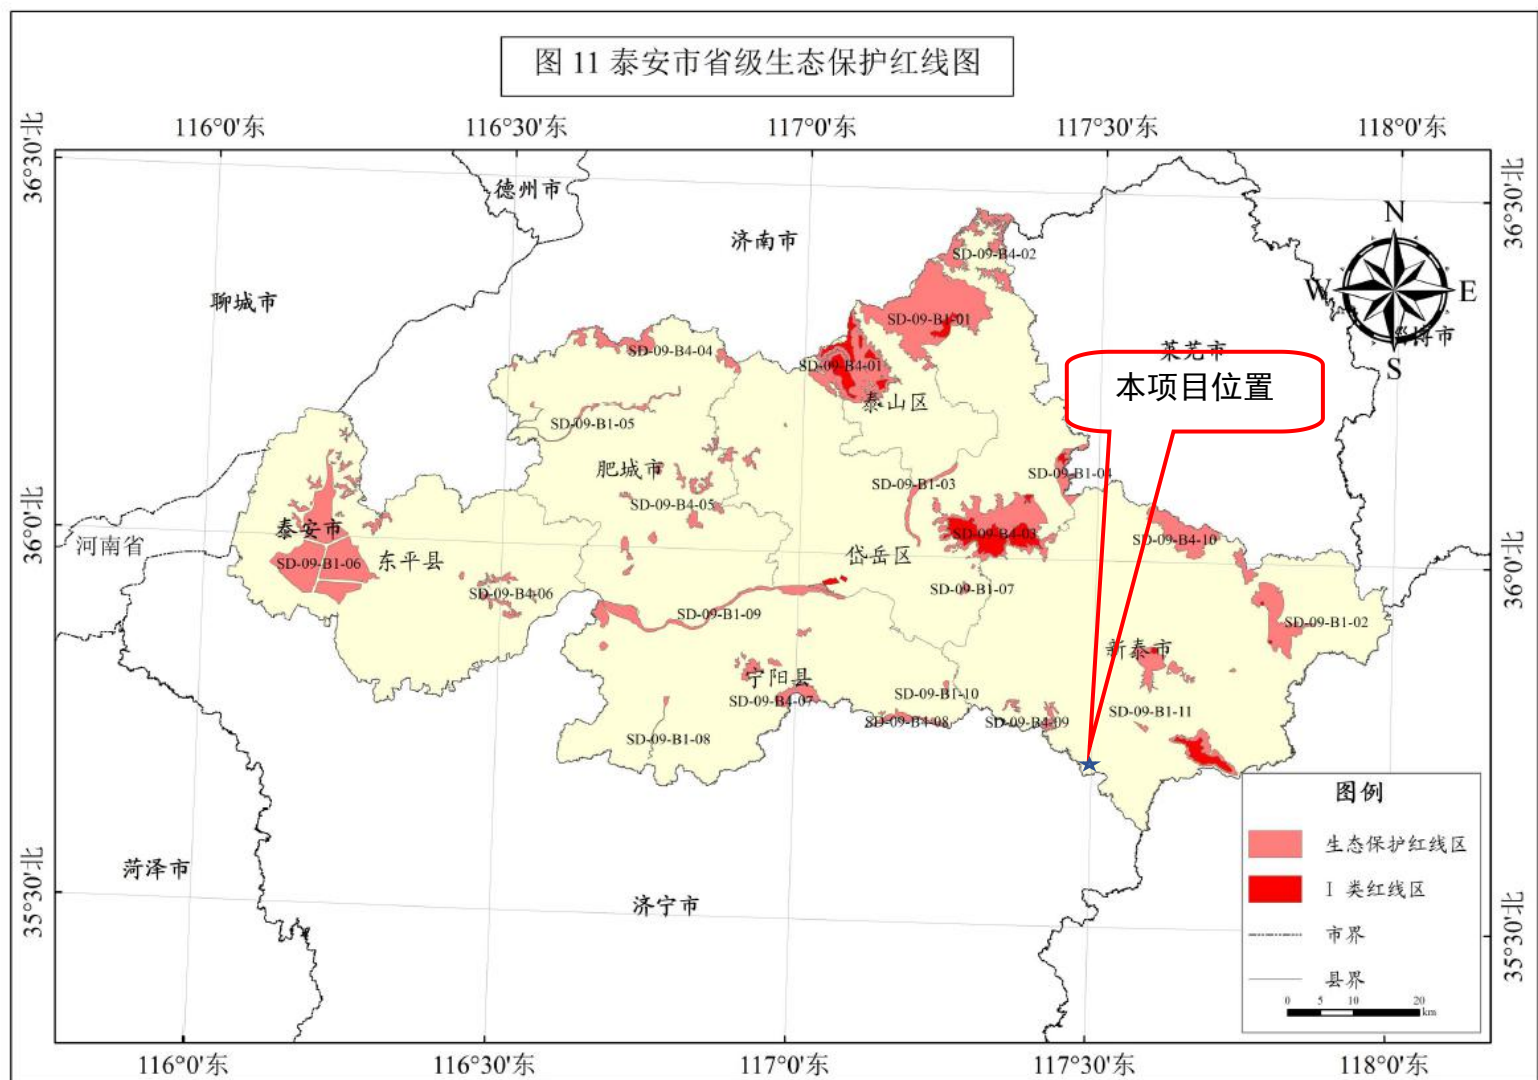 图 11 泰安市省级生态保护红线图
116°0'东
116°30'东
117°0'东
117°30'东
118°0'东
36°30'北
36°30'北
德州市
济南市
聊城市
N
W
E
S
淄博市
莱芜市
本项目位置
SD-09-B4-02
SD-09-B1-01
SD-09-B4-04
SD-09-B4-01
泰山区
SD-09-B1-05
肥城市
SD-09-B1-04
SD-09-B1-03
SD-09-B4-05
36°0'北
36°0'北
河南省
泰安市
SD-09-B1-06
东平县
SD-09-B4-03
岱岳区
SD-09-B4-10
SD-09-B4-06
SD-09-B1-07
SD-09-B1-09
SD-09-B1-02
新泰市
宁阳县
SD-09-B4-07
SD-09-B1-10
SD-09-B4-08
SD-09-B4-09
SD-09-B1-11
SD-09-B1-08
菏泽市
济宁市
35°30'北
35°30'北
图例
生态保护红线区
I 类红线区
市界
县界
0 5 10 20
km
116°0'东
116°30'东
117°0'东
117°30'东
118°0'东